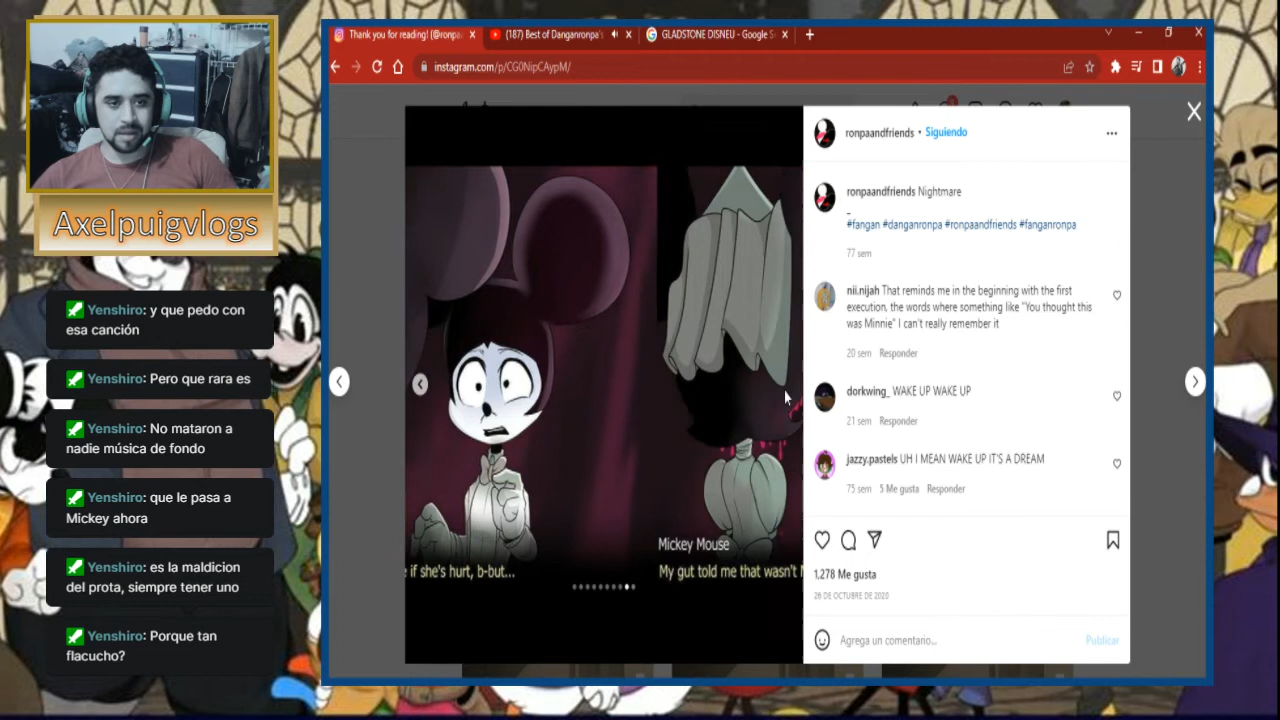 Axelpuigvlogs
Yenshiro: y que pedo con
esa canción
Yenshiro: Pero que rara es
Yenshiro: No mataron a
nadie música de fondo
Yenshiro: que le pasa a
Mickey ahora
Yenshiro: es la maldicion
del prota, siempre tener uno
Yenshiro: Porque tan
flacucho?
Thank you for reading! (@ronpa
(187) Best of Danganronpa's
GLADSTONE DISNEU - Google S
instagram.com/p/CG0NipCAypM/
if she's hurt, b-but...
Mickey Mouse
My gut told me that wasn't
ronpaandfriends • Siguiendo
ronpaandfriends Nightmare
_
#fangan #danganronpa #ronpaandfriends #fanganronpa
77 sem
nii.nijah That reminds me in the beginning with the first
execution, the words where something like "You thought this
was Minnie" I can't really remember it
20 sem Responder
dorkwing_ WAKE UP WAKE UP
21 sem Responder
jazzy.pastels UH I MEAN WAKE UP IT'S A DREAM
75 sem 5 Me gusta Responder
1,278 Me gusta
26 DE OCTUBRE DE 2020
Agrega un comentario...
Publicar